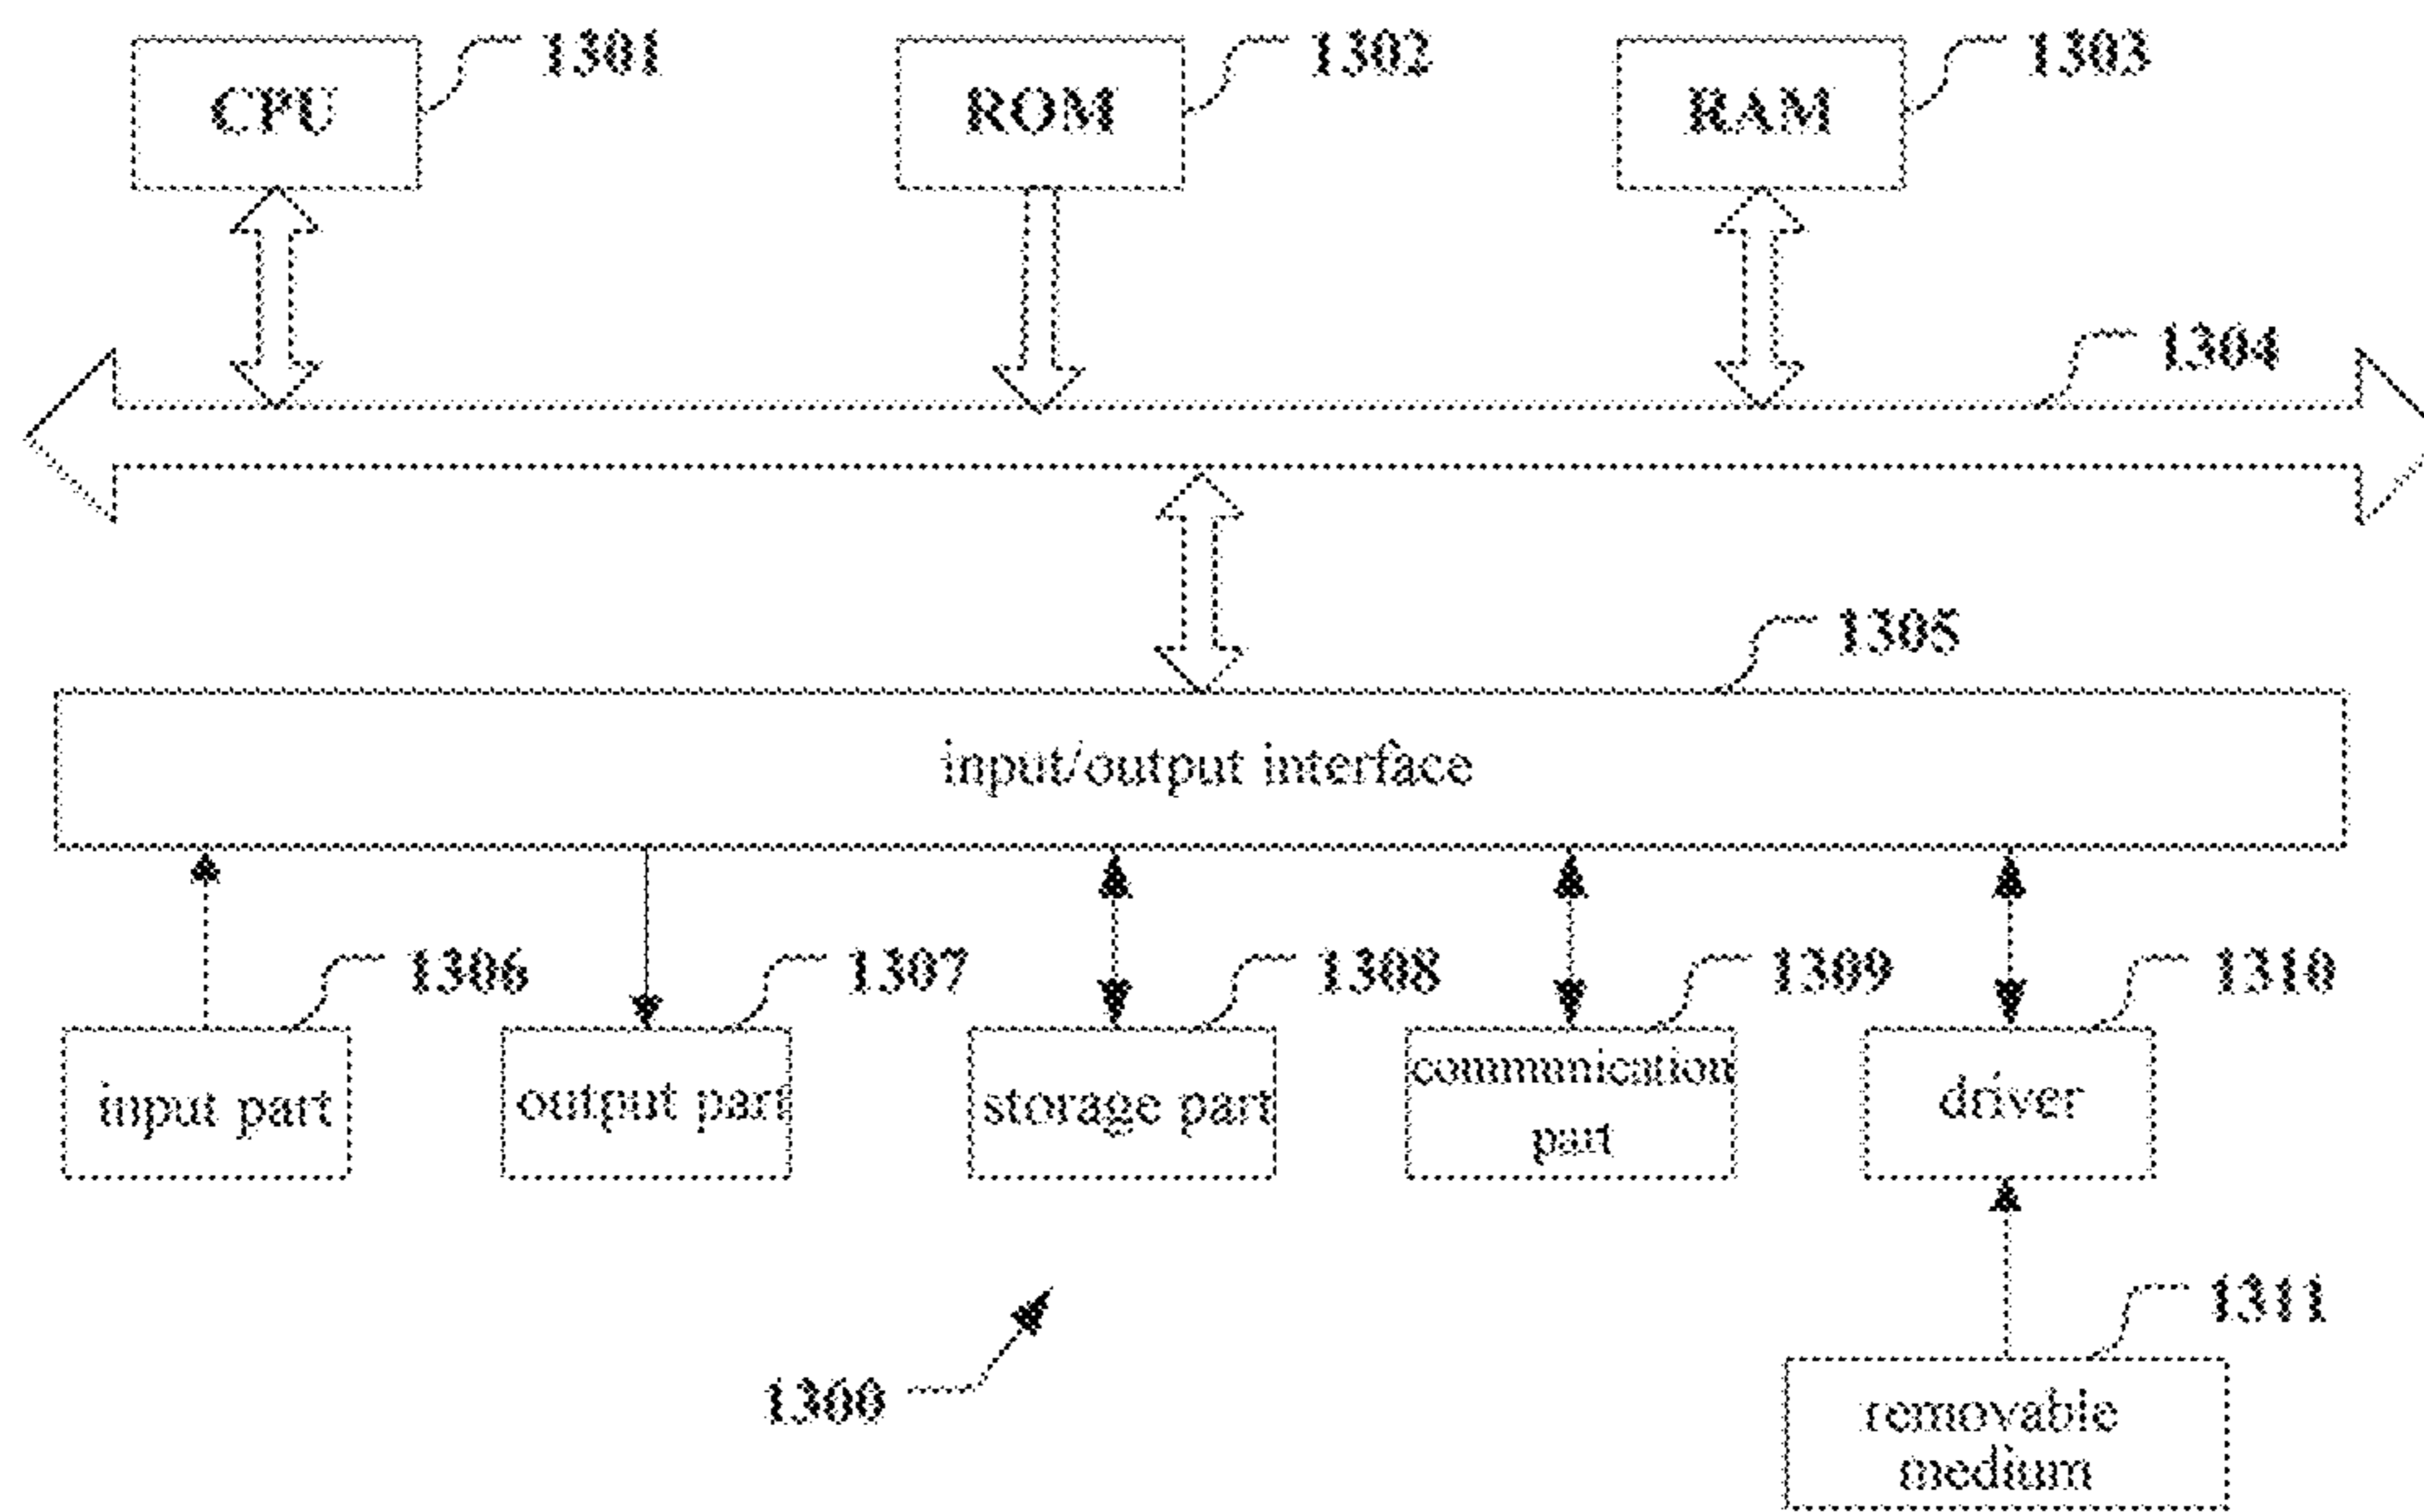 CPU 1301
ROM 1302
RAM 1303
1304
1305
input/output interface
1306
1307
1308
1309
1310
input part
output part
storage part
communication
part
driver
1311
1300
removable
medium